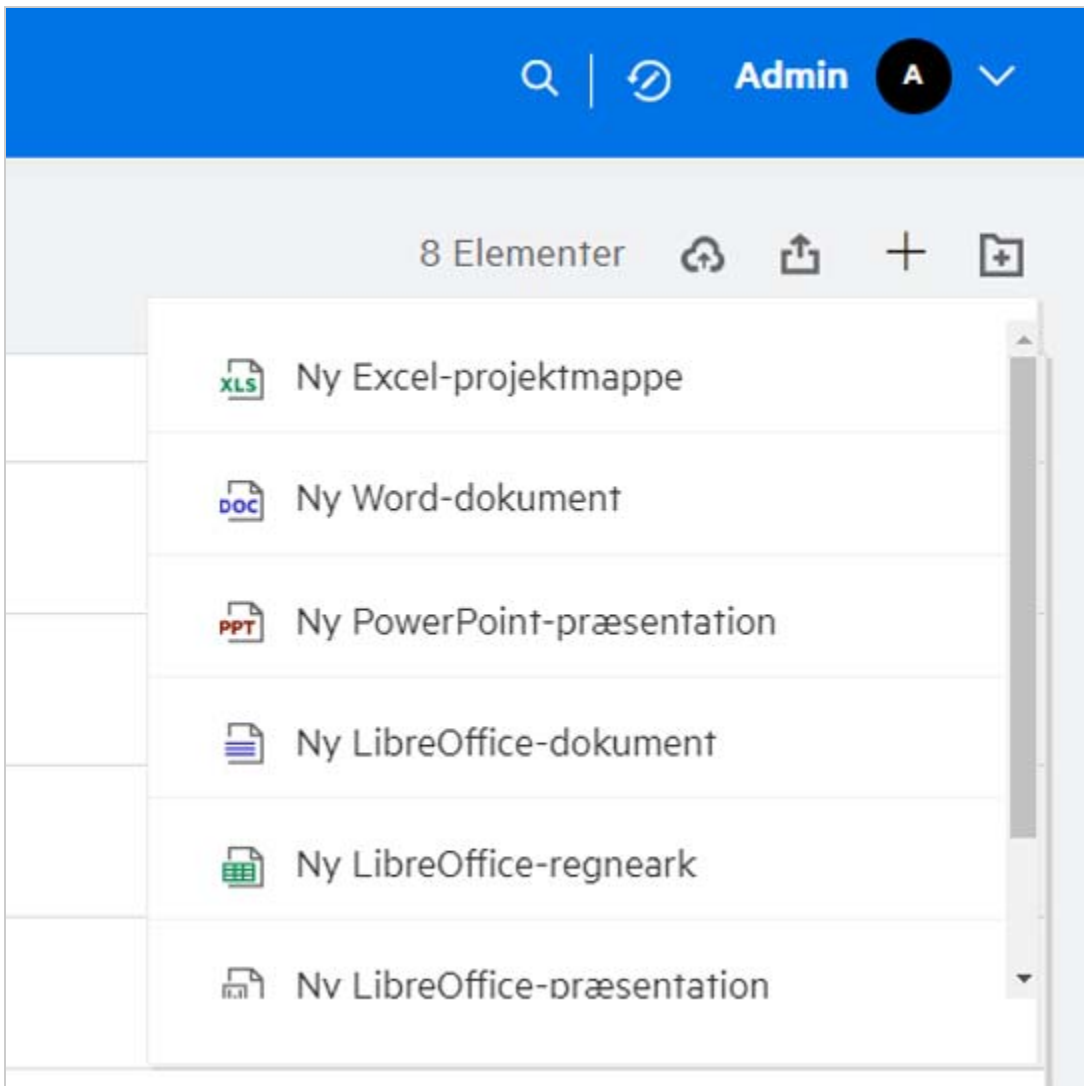 Admin
A
8 Elementer
XLS Ny Excel-projektmappe
DOC Ny Word-dokument
PPT Ny PowerPoint-præsentation
Ny LibreOffice-dokument
Ny LibreOffice-regneark
Ny LibreOffice-præsentation